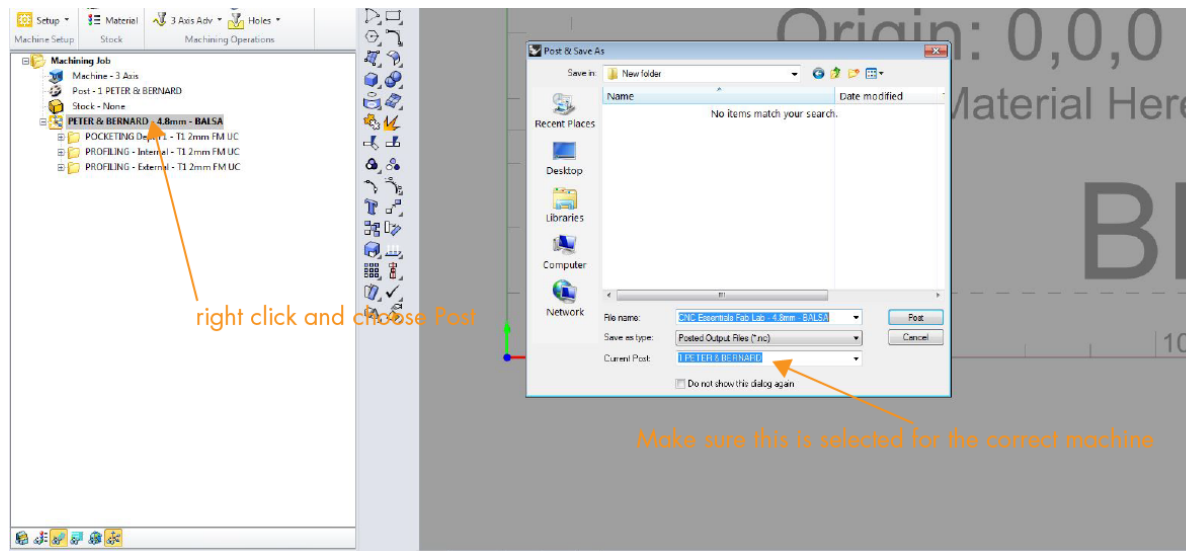 Setup
Material
3 Axis Adv
Holes
Machine Setup
Stock
Machining Operations
Machining Job
Machine - 3 Axis
Post - 1 PETER & BERNARD
Stock - None
PETER & BERNARD - 4.8mm - BALSA
POCKETING Dept - T1 2mm FM UC
PROFILING - Internal - T1 2mm FM UC
PROFILING - External - T1 2mm FM UC
right click and choose Post
Origin: 0,0,0
Material Here
Post & Save As
Save in:
New folder
Name
Date modified
No items match your search.
Recent Places
Desktop
Libraries
Computer
Network
File name:
CNC Essentials Fab Lab - 4.8mm - BALSA
Post
Save as type:
Posted Output Files (*.nc)
Cancel
Current Post:
1 PETER & BERNARD
Do not show this dialog again
10
Make sure this is selected for the correct machine